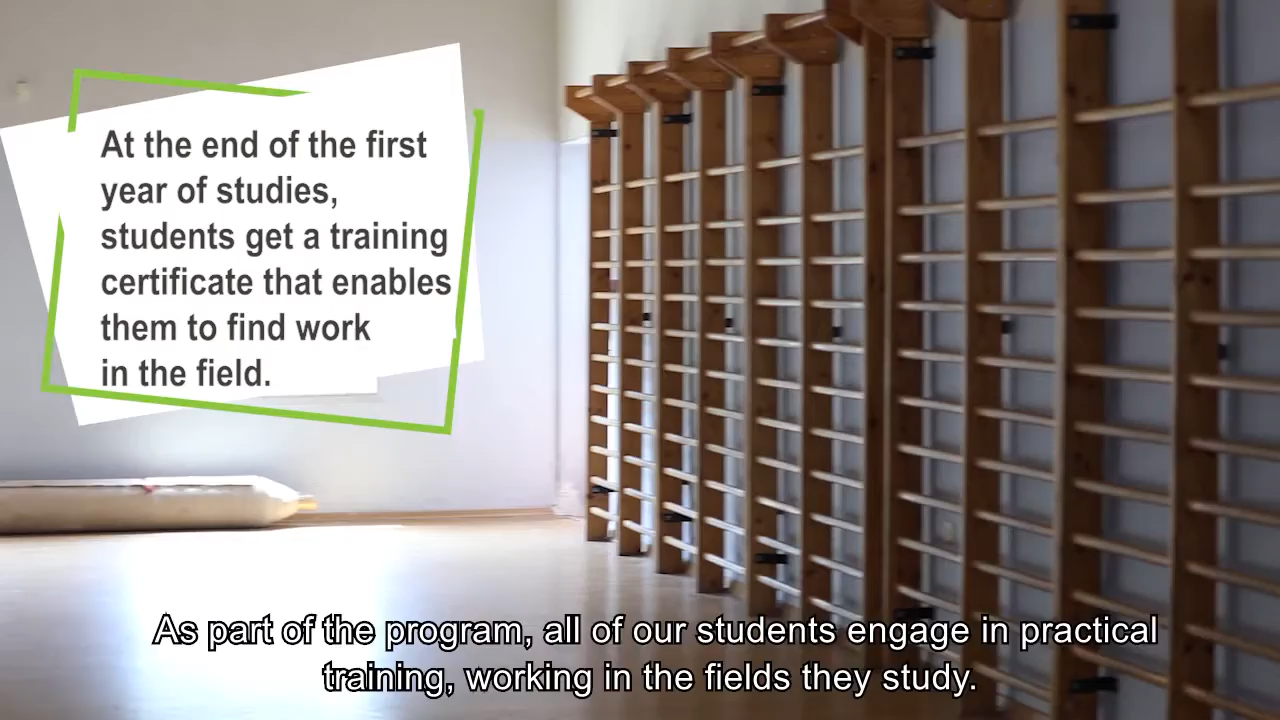 At the end of the first
year of studies,
students get a training
certificate that enables
them to find work
in the field.
As part of the program, all of our students engage in practical
training, working in the fields they study.